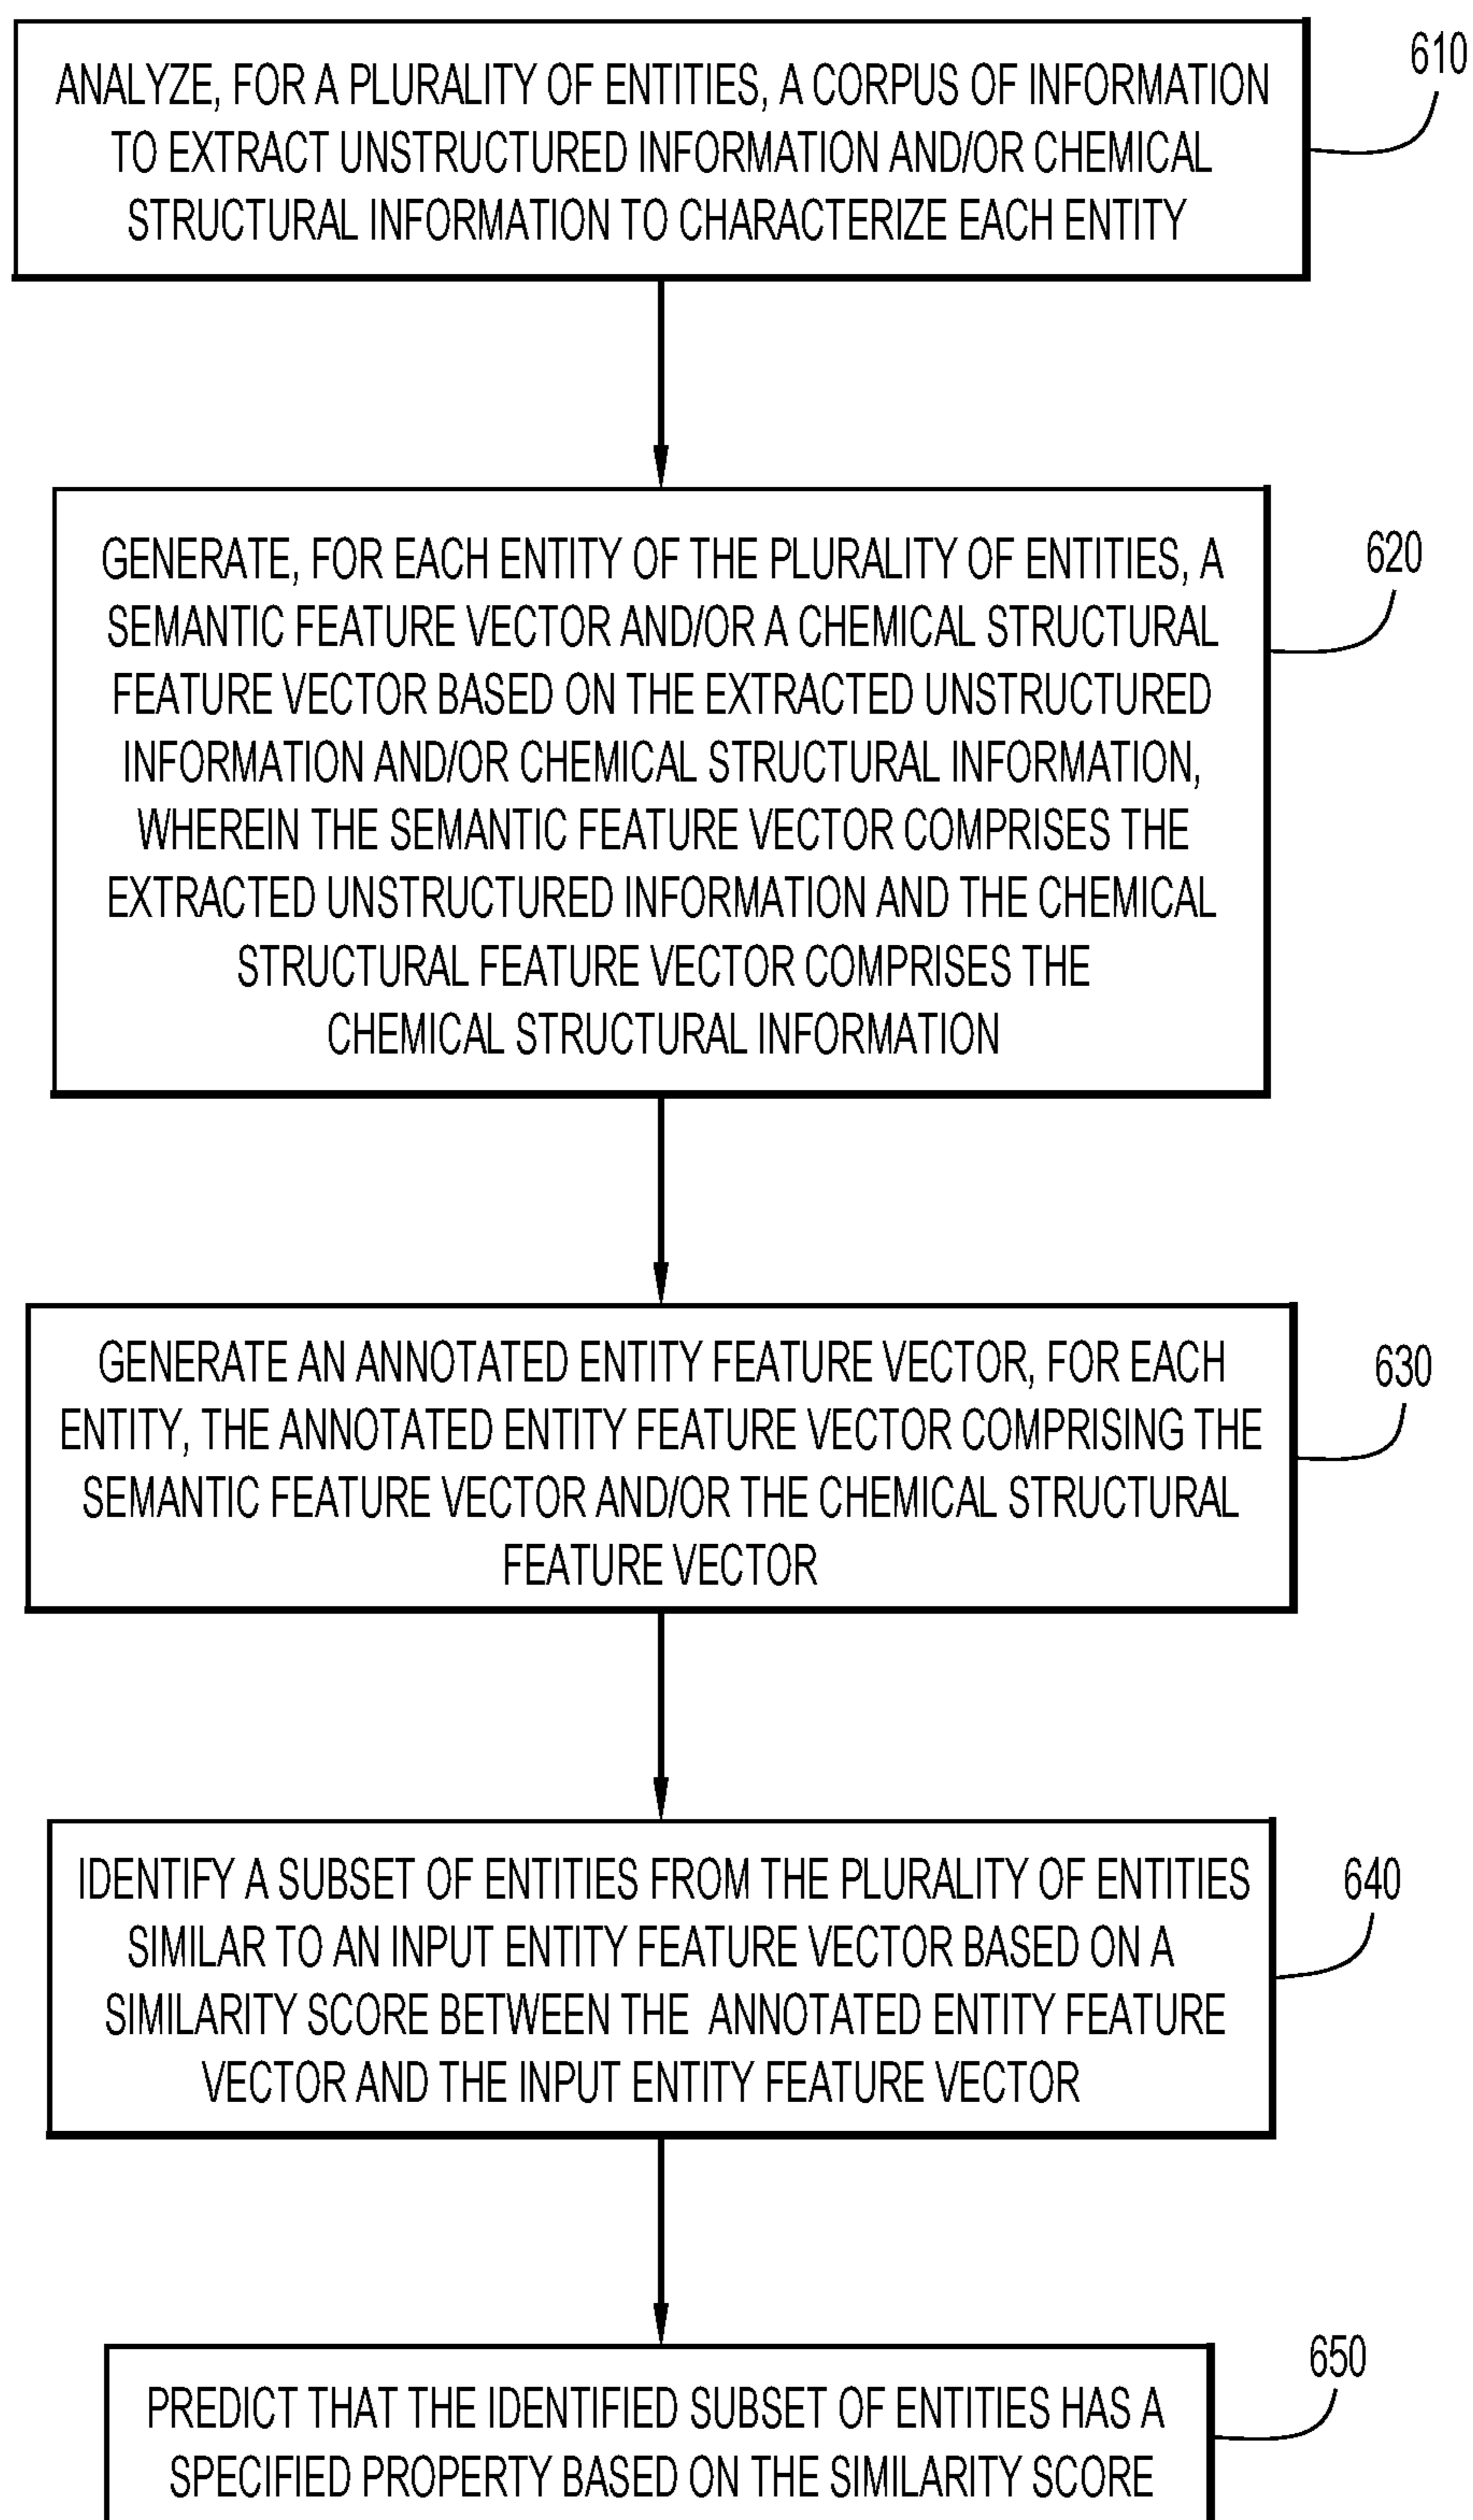 610
ANALYZE, FOR A PLURALITY OF ENTITIES, A CORPUS OF INFORMATION
TO EXTRACT UNSTRUCTURED INFORMATION AND/OR CHEMICAL
STRUCTURAL INFORMATION TO CHARACTERIZE EACH ENTITY
620
GENERATE, FOR EACH ENTITY OF THE PLURALITY OF ENTITIES, A
SEMANTIC FEATURE VECTOR AND/OR A CHEMICAL STRUCTURAL
FEATURE VECTOR BASED ON THE EXTRACTED UNSTRUCTURED
INFORMATION AND/OR CHEMICAL STRUCTURAL INFORMATION,
WHEREIN THE SEMANTIC FEATURE VECTOR COMPRISES THE
EXTRACTED UNSTRUCTURED INFORMATION AND THE CHEMICAL
STRUCTURAL FEATURE VECTOR COMPRISES THE
CHEMICAL STRUCTURAL INFORMATION
630
GENERATE AN ANNOTATED ENTITY FEATURE VECTOR, FOR EACH
ENTITY, THE ANNOTATED ENTITY FEATURE VECTOR COMPRISING THE
SEMANTIC FEATURE VECTOR AND/OR THE CHEMICAL STRUCTURAL
FEATURE VECTOR
640
IDENTIFY A SUBSET OF ENTITIES FROM THE PLURALITY OF ENTITIES
SIMILAR TO AN INPUT ENTITY FEATURE VECTOR BASED ON A
SIMILARITY SCORE BETWEEN THE ANNOTATED ENTITY FEATURE
VECTOR AND THE INPUT ENTITY FEATURE VECTOR
650
PREDICT THAT THE IDENTIFIED SUBSET OF ENTITIES HAS A
SPECIFIED PROPERTY BASED ON THE SIMILARITY SCORE